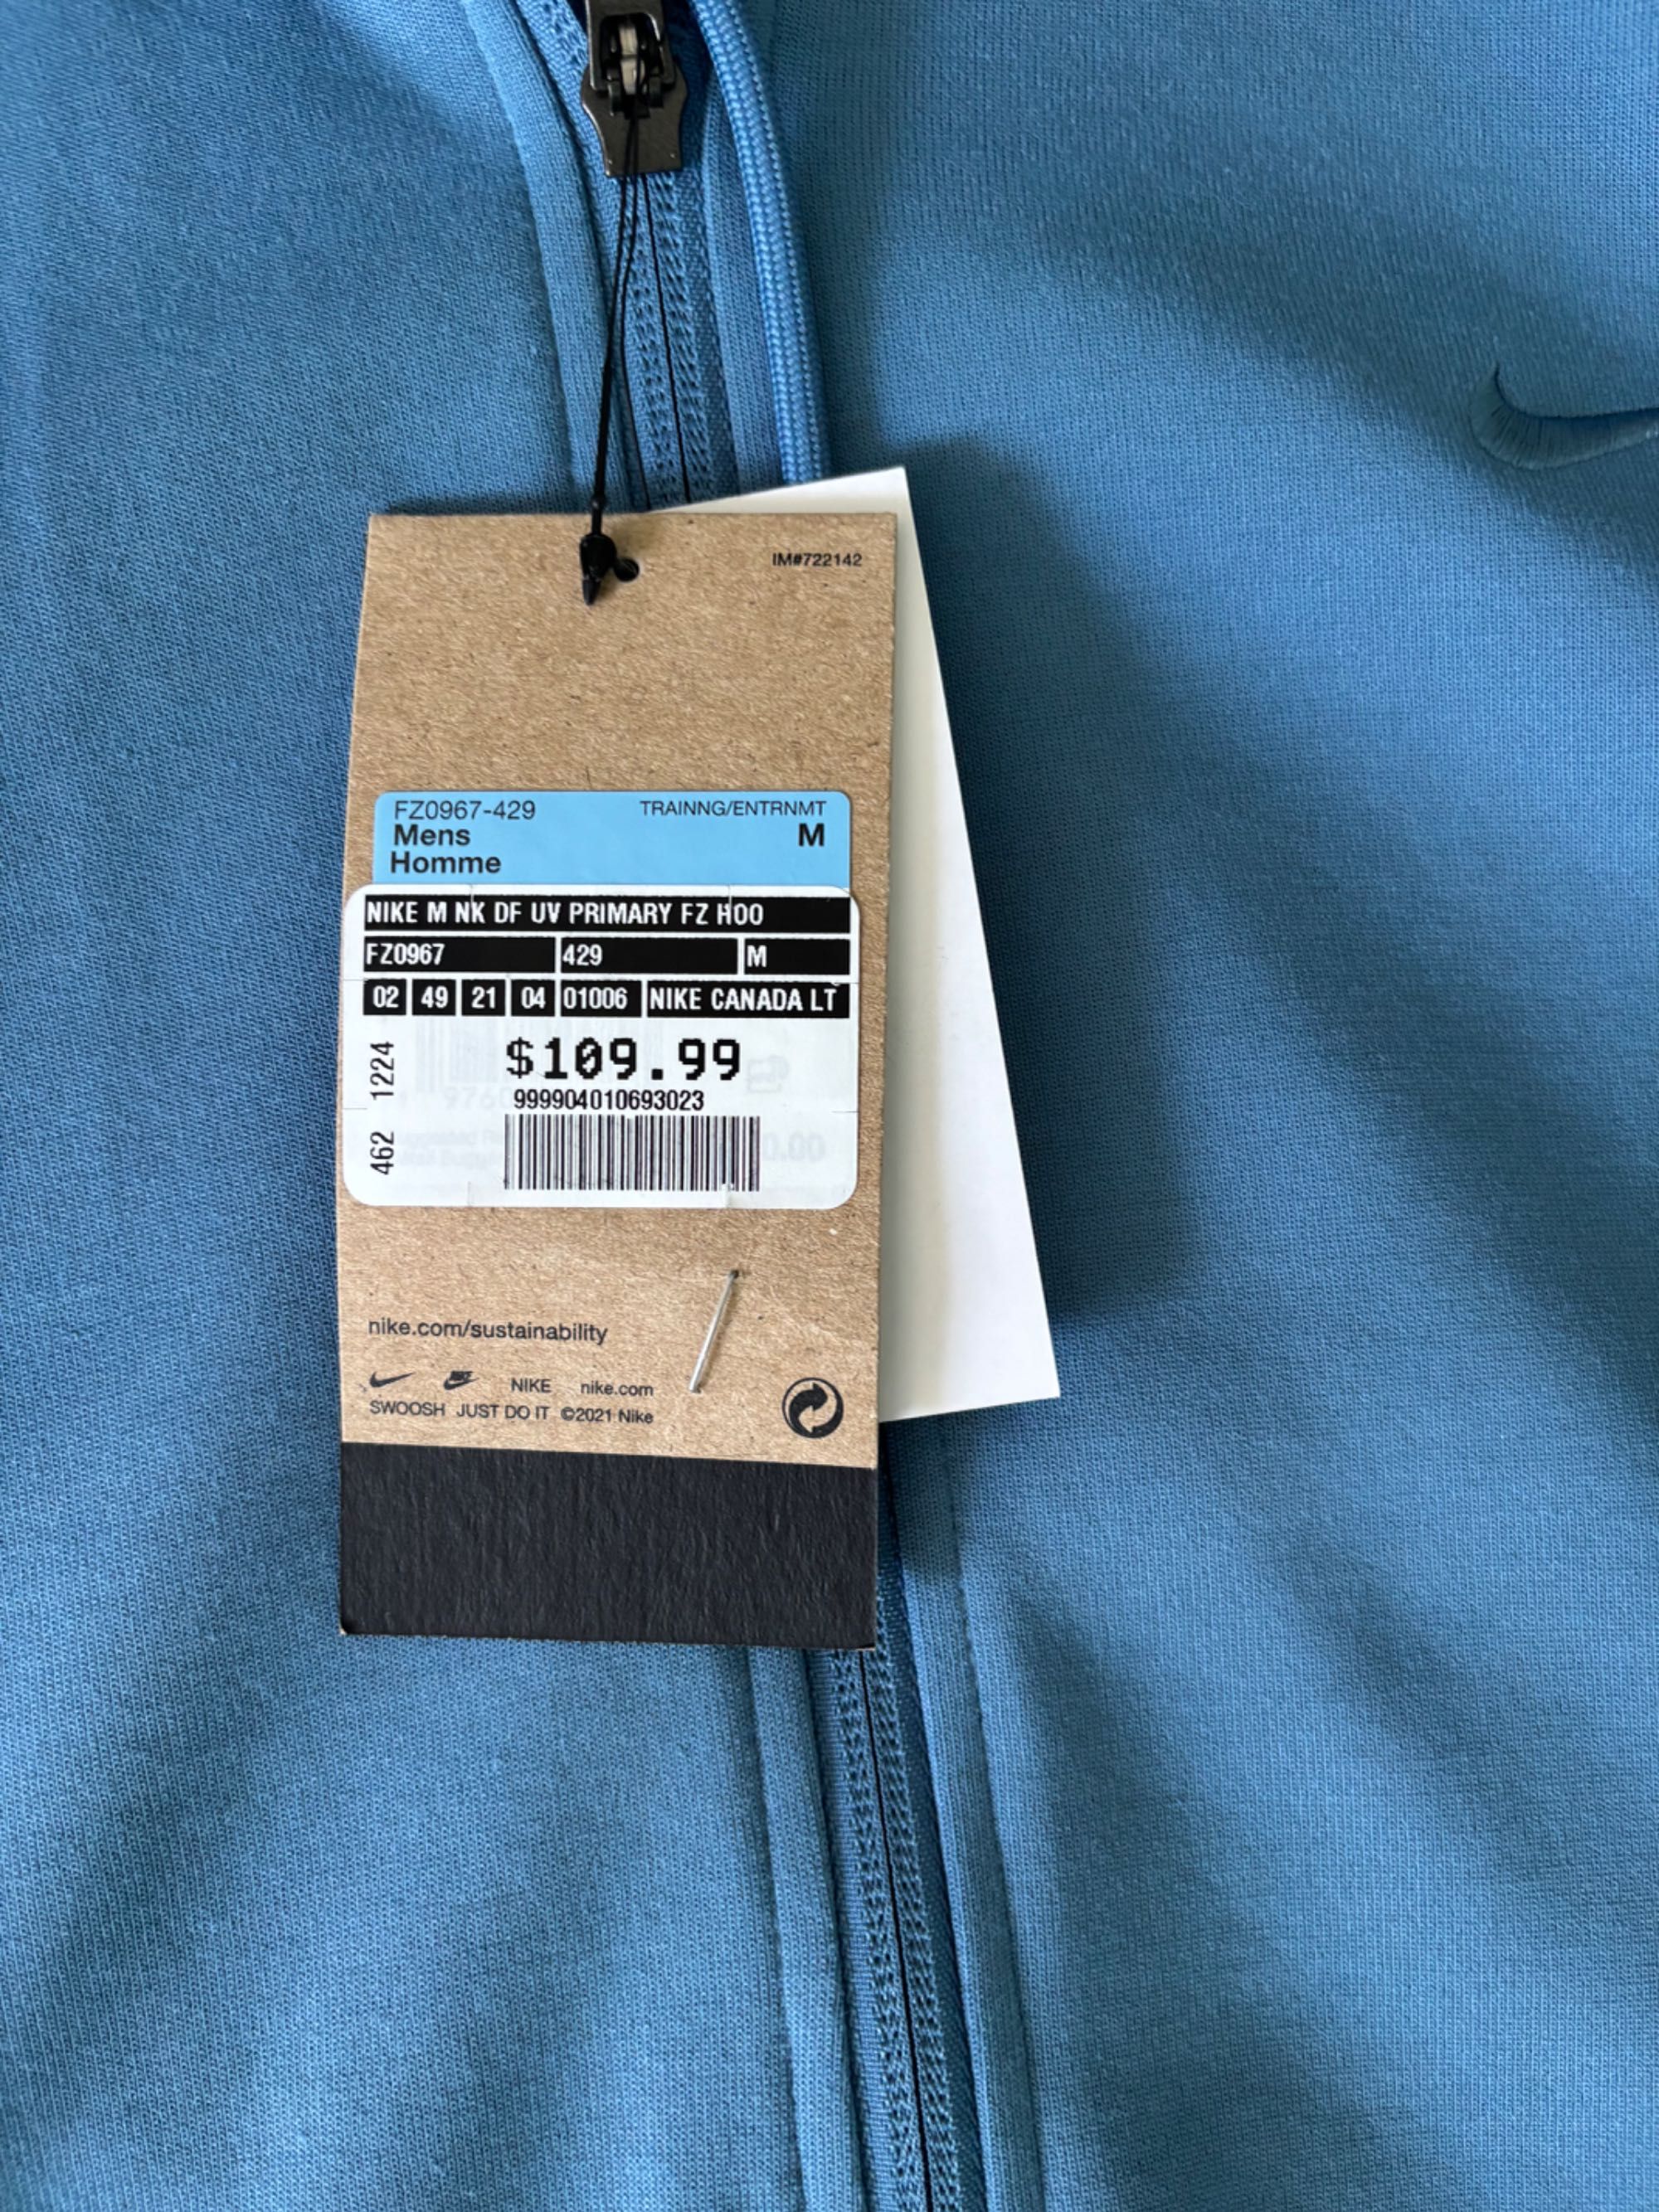 IM#722142
FZ0967-429 TRAINNG/ENTRNMT
Mens M
Homme
NIKE M NK DF UV PRIMARY FZ HOO
FZ0967 429 M
02 49 21 04 01006 NIKE CANADA LT
462 1224
$109.99
999904010693023
0.00
nike.com/sustainability
NIKE nike.com
SWOOSH JUST DO IT ©2021 Nike